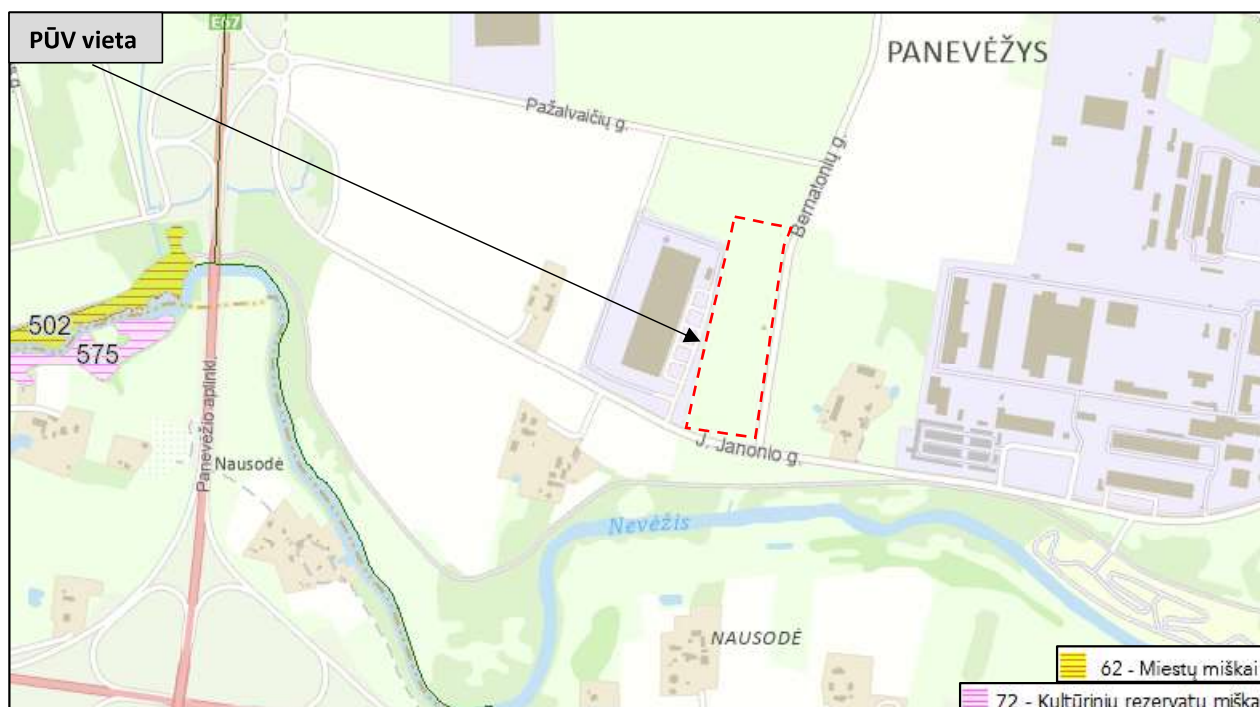 E67
PŪV vieta
PANEVĖŽYS
Pažalvaičių g.
Bernatonių g.
502
575
Panevėžio aplinkl.
Nausodė
J. Janonio g.
Nevėžis
NAUSODĖ
62 - Miestų miškai
72 - Kultūrinių rezervatų miška